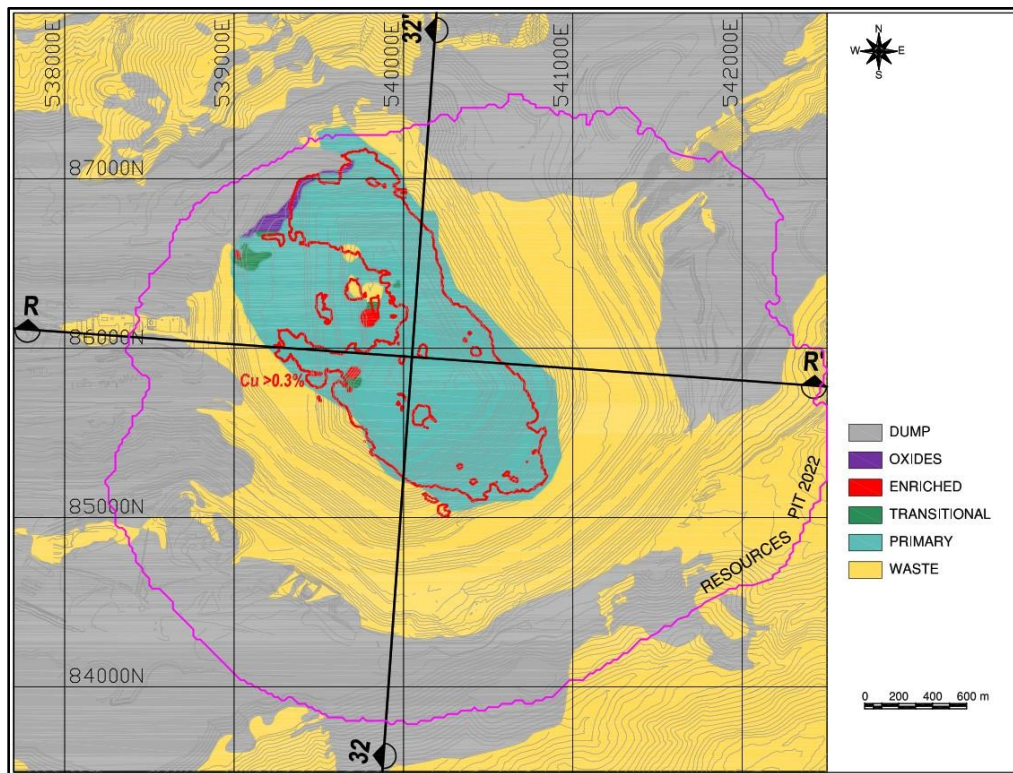 538000E
539000E
540000E
32'
541000E
542000E
N
W E
S
87000N
R
86000N
Cu >0.3%
R'
DUMP
OXIDES
ENRICHED
TRANSITIONAL
PRIMARY
WASTE
85000N
RESOURCES PIT 2022
84000N
0 200 400 600 m
32